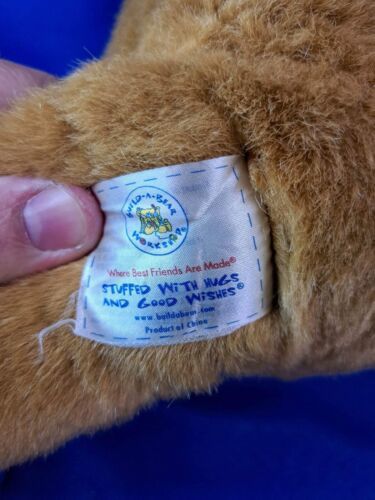 BUILD-A-BEAR
WORKSHOP®
Where Best Friends Are Made®
STUFFED WITH HUGS
AND GOOD WISHES®
www.buildabear.com
Product of China